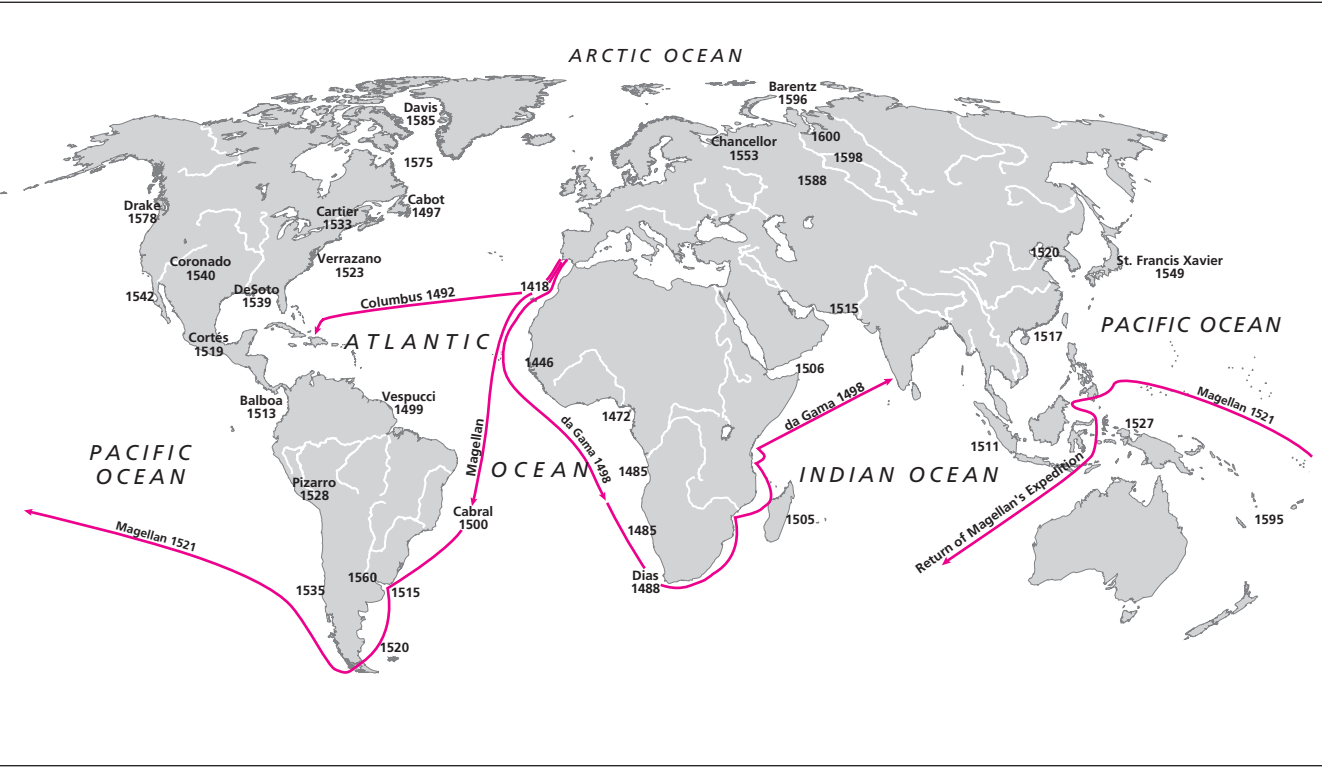 ARCTIC OCEAN
Barentz
1596
Davis
1585
1600
Chancellor
1553
1598
1575
1588
Drake
1578
Cabot
1497
Cartier
1533
Coronado
1540
Verrazano
1523
1520
St. Francis Xavier
1549
1542
DeSoto
1539
Columbus 1492
1418
1515
Cortés
1519
ATLANTIC
PACIFIC OCEAN
1517
1446
1506
Balboa
1513
Vespucci
1499
1472
da Gama 1498
Magellan 1521
1527
1511
PACIFIC
OCEAN
Magellan
da Gama 1498
OCEAN
1485
INDIAN OCEAN
Pizarro
1528
Cabral
1500
1485
1505
1595
Magellan 1521
Return of Magellan's Expedition
1560
1535
1515
Dias
1488
1520